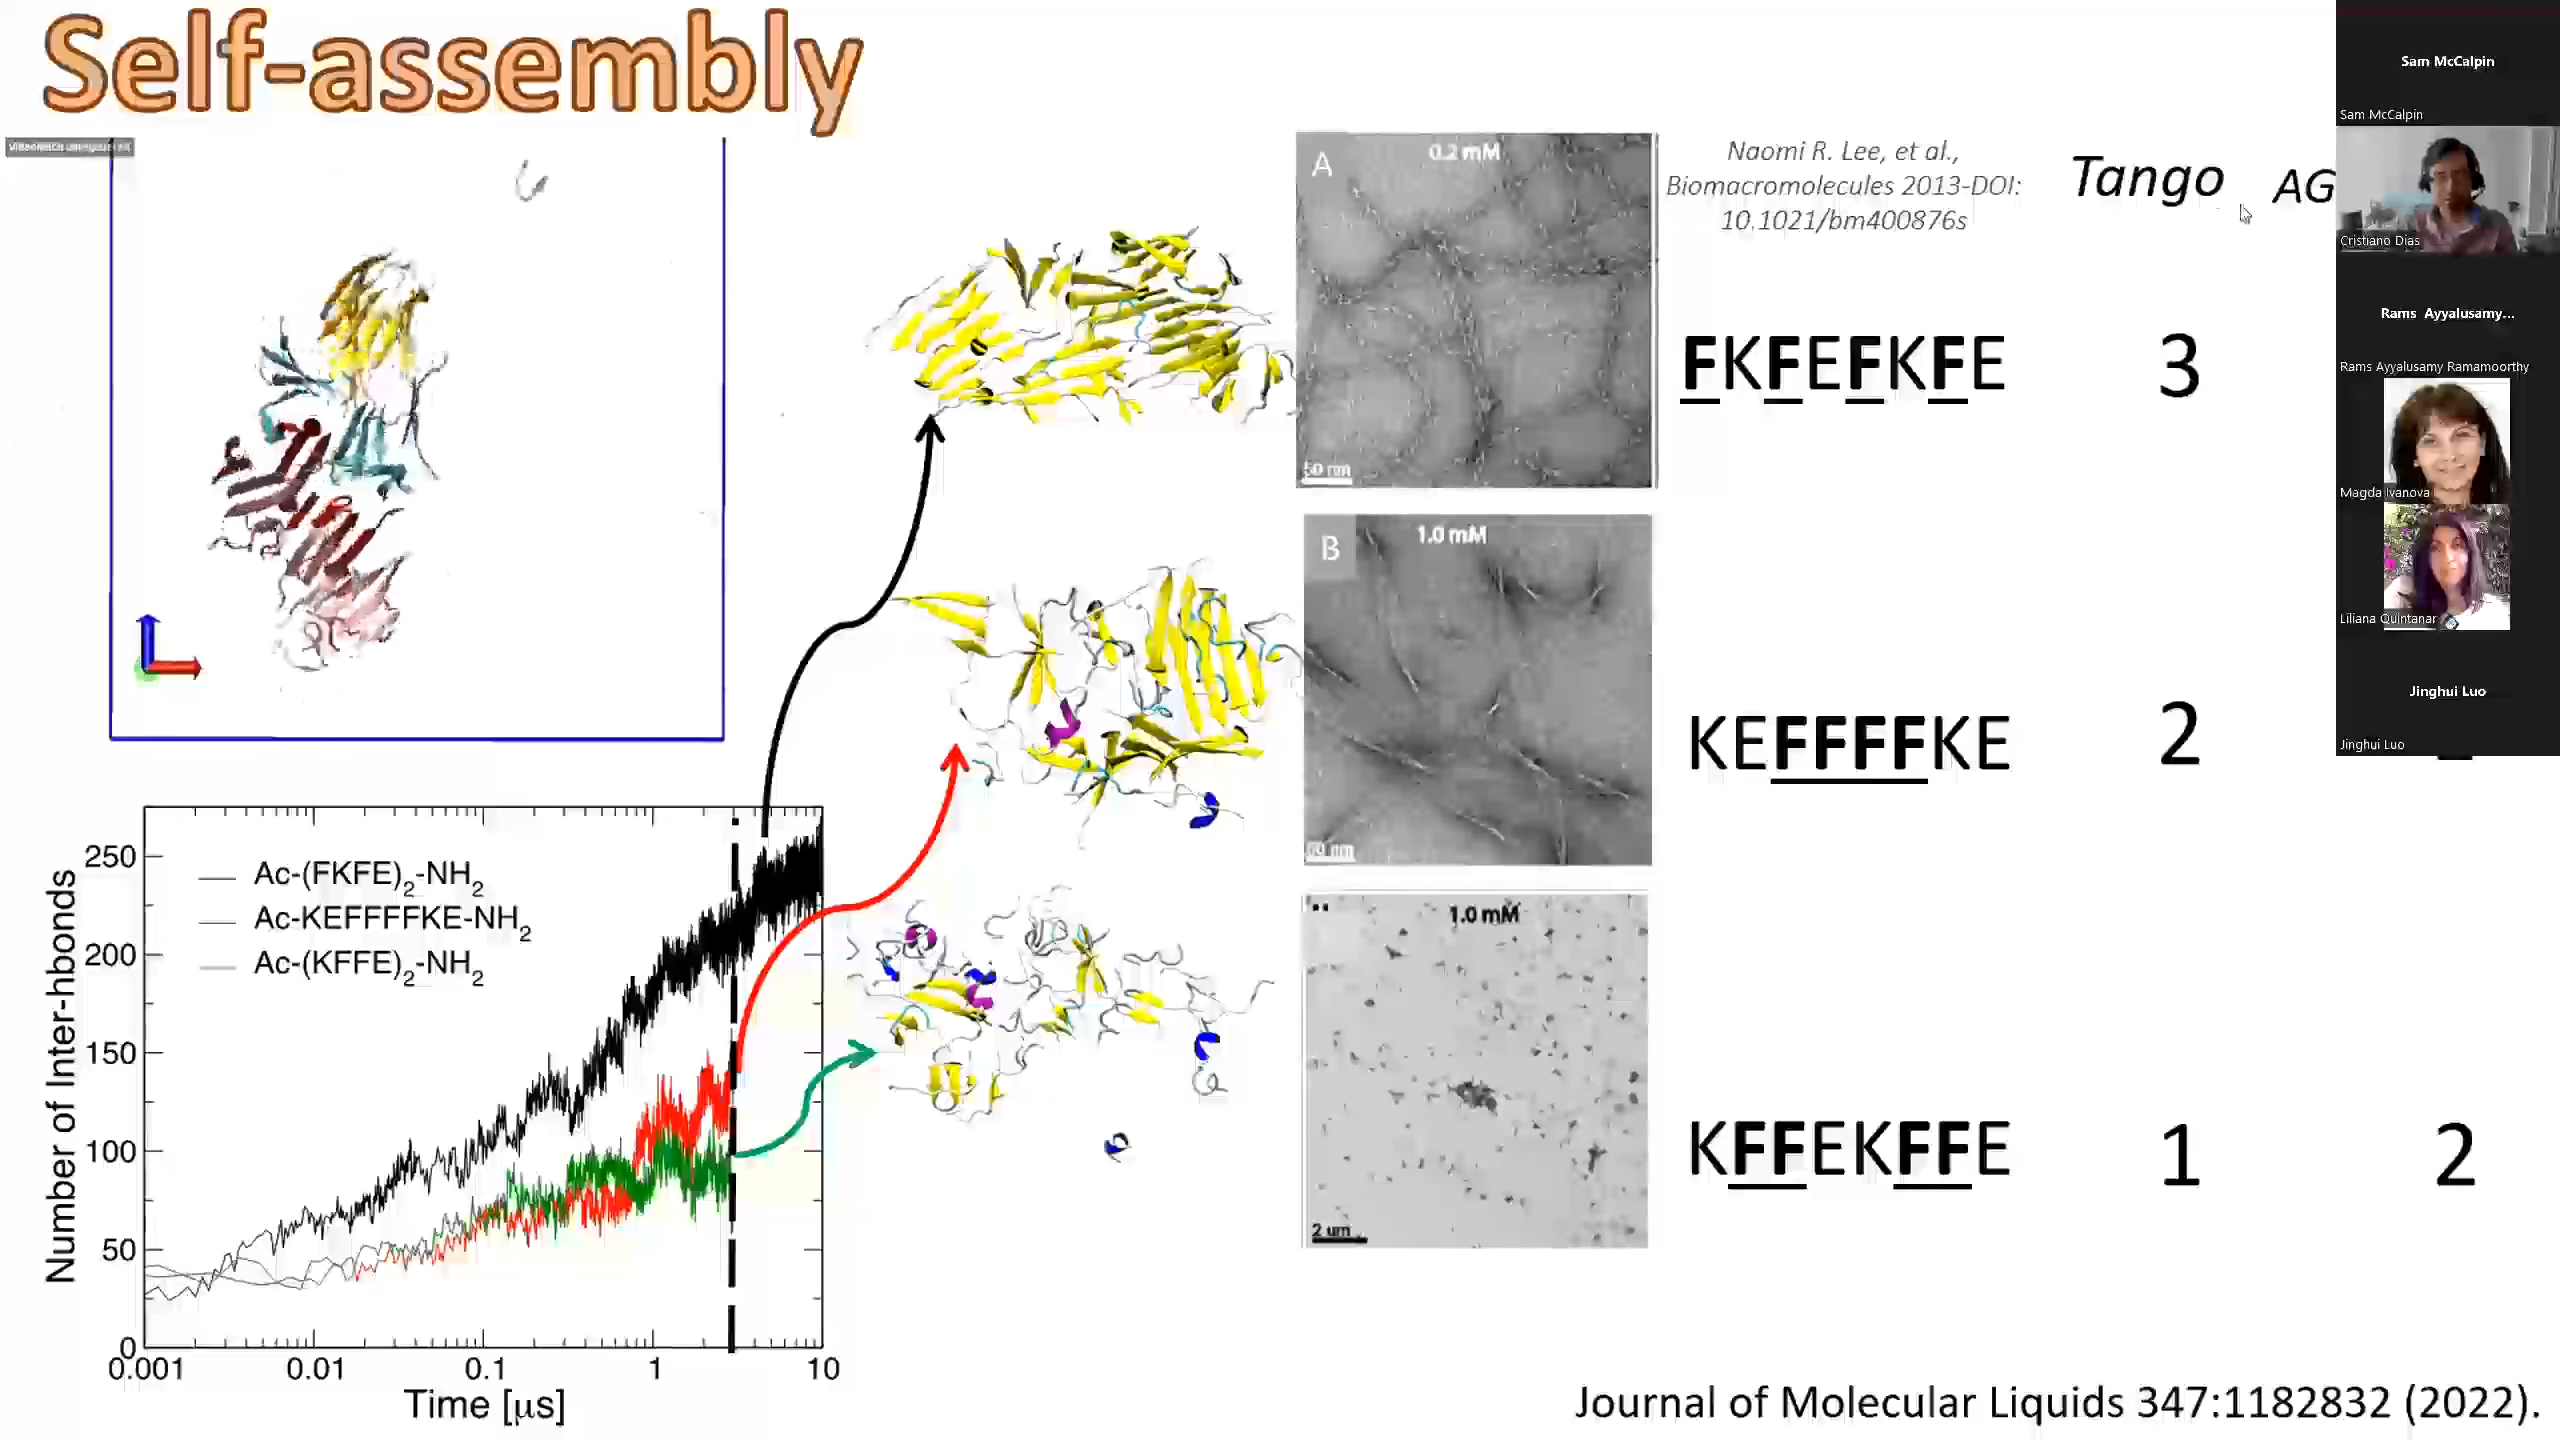 Self-assembly
A
0.2 mM
50 nm
Naomi R. Lee, et al.,
Biomacromolecules 2013-DOI:
10.1021/bm400876s
Tango
AG
FKFEFKFE
3
B
1.0 mM
KEFFFFKE
2
1.0 mM
2 um
KFFEKFFE
1
2
Number of Inter-hbonds
250
200
150
100
50
0
Ac-(FKFE)2-NH2
Ac-KEFFFFKE-NH2
Ac-(KFFE)2-NH2
0.001
0.01
0.1
1
10
Time [μs]
Journal of Molecular Liquids 347:1182832 (2022).
Sam McCalpin
Sam McCalpin
Cristiano Dias
Rams Ayyalusamy...
Rams Ayyalusamy Ramamoorthy
Magda Ivanova
Liliana Quintanar
Jinghui Luo
Jinghui Luo